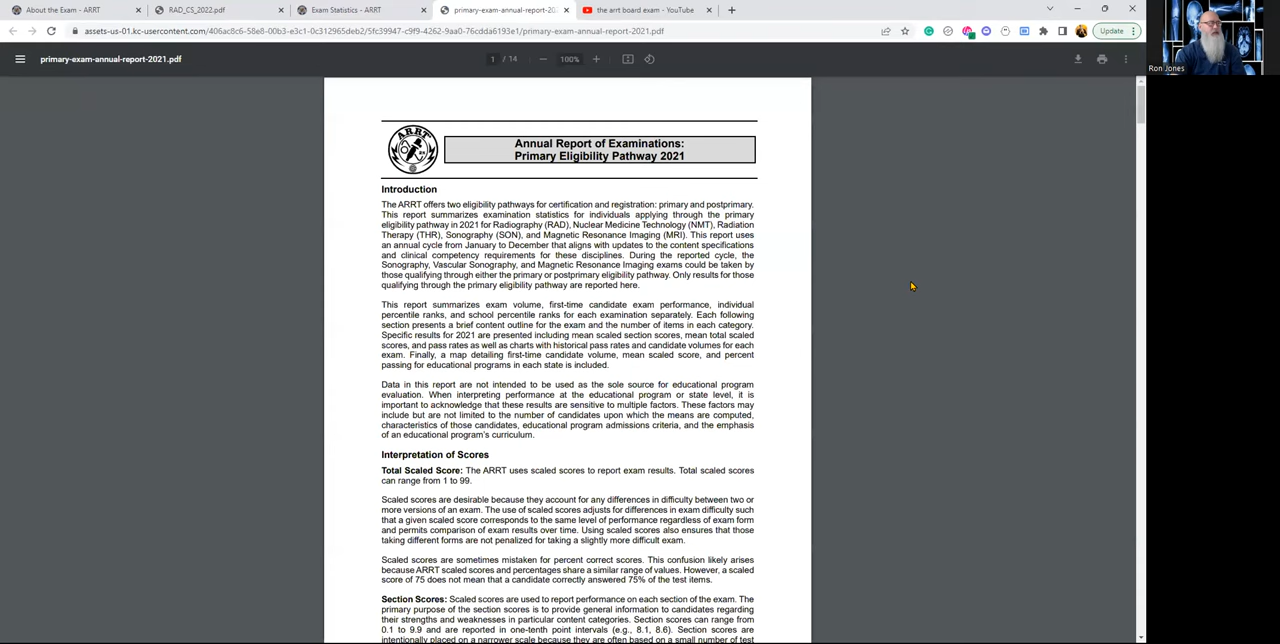 About the Exam - ARRT
RAD_CS_2022.pdf
Exam Statistics - ARRT
primary-exam-annual-report-202
the arrt board exam - YouTube
assets-us-01.kc-usercontent.com/406ac8c6-58e8-00b3-e3c1-0c312965deb2/5fc39947-c9f9-4262-9aa0-76cdda6193e1/primary-exam-annual-report-2021.pdf
Update
primary-exam-annual-report-2021.pdf
1 / 14
100%
Ron Jones
ARRT
Annual Report of Examinations:
Primary Eligibility Pathway 2021
Introduction
The ARRT offers two eligibility pathways for certification and registration: primary and postprimary.
This report summarizes examination statistics for individuals applying through the primary
eligibility pathway in 2021 for Radiography (RAD), Nuclear Medicine Technology (NMT), Radiation
Therapy (THR), Sonography (SON), and Magnetic Resonance Imaging (MRI). This report uses
an annual cycle from January to December that aligns with updates to the content specifications
and clinical competency requirements for these disciplines. During the reported cycle, the
Sonography, Vascular Sonography, and Magnetic Resonance Imaging exams could be taken by
those qualifying through either the primary or postprimary eligibility pathway. Only results for those
qualifying through the primary eligibility pathway are reported here.
This report summarizes exam volume, first-time candidate exam performance, individual
percentile ranks, and school percentile ranks for each examination separately. Each following
section presents a brief content outline for the exam and the number of items in each category.
Specific results for 2021 are presented including mean scaled section scores, mean total scaled
scores, and pass rates as well as charts with historical pass rates and candidate volumes for each
exam. Finally, a map detailing first-time candidate volume, mean scaled score, and percent
passing for educational programs in each state is included.
Data in this report are not intended to be used as the sole source for educational program
evaluation. When interpreting performance at the educational program or state level, it is
important to acknowledge that these results are sensitive to multiple factors. These factors may
include but are not limited to the number of candidates upon which the means are computed,
characteristics of those candidates, educational program admissions criteria, and the emphasis
of an educational program's curriculum.
Interpretation of Scores
Total Scaled Score: The ARRT uses scaled scores to report exam results. Total scaled scores
can range from 1 to 99.
Scaled scores are desirable because they account for any differences in difficulty between two or
more versions of an exam. The use of scaled scores adjusts for differences in exam difficulty such
that a given scaled score corresponds to the same level of performance regardless of exam form
and permits comparison of exam results over time. Using scaled scores also ensures that those
taking different forms are not penalized for taking a slightly more difficult exam.
Scaled scores are sometimes mistaken for percent correct scores. This confusion likely arises
because ARRT scaled scores and percentages share a similar range of values. However, a scaled
score of 75 does not mean that a candidate correctly answered 75% of the test items.
Section Scores: Scaled scores are used to report performance on each section of the exam. The
primary purpose of the section scores is to provide general information to candidates regarding
their strengths and weaknesses in particular content categories. Section scores can range from
0.1 to 9.9 and are reported in one-tenth point intervals (e.g., 8.1, 8.6). Section scores are
intentionally placed on a narrower scale because they are often based on a small number of test